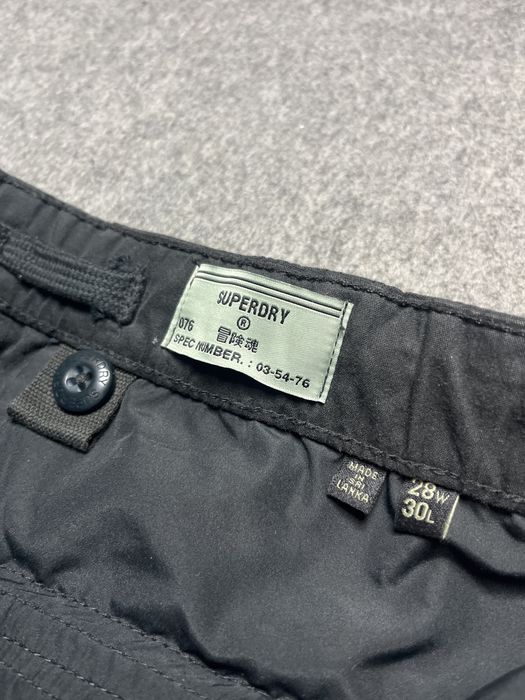 SUPERDRY
®
076 冒険魂
SPEC NUMBER. : 03-54-76
MADE
IN
SRI
LANKA
28W
30L